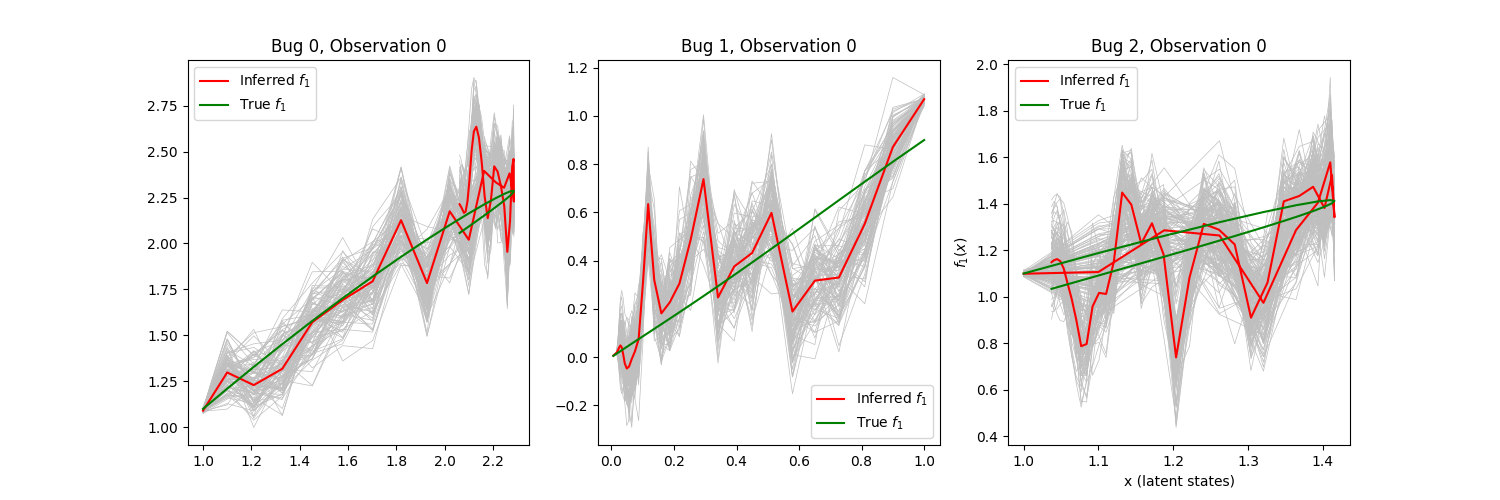 Bug 0, Observation 0
Inferred f₁
True f₁
2.75
2.50
2.25
2.00
1.75
1.50
1.25
1.00
1.0 1.2 1.4 1.6 1.8 2.0 2.2
Bug 1, Observation 0
1.2
1.0
0.8
0.6
0.4
0.2
0.0
−0.2
Inferred f₁
True f₁
0.0 0.2 0.4 0.6 0.8 1.0
Bug 2, Observation 0
Inferred f₁
True f₁
f₁(x)
2.0
1.8
1.6
1.4
1.2
1.0
0.8
0.6
0.4
1.0 1.1 1.2 1.3 1.4
x (latent states)